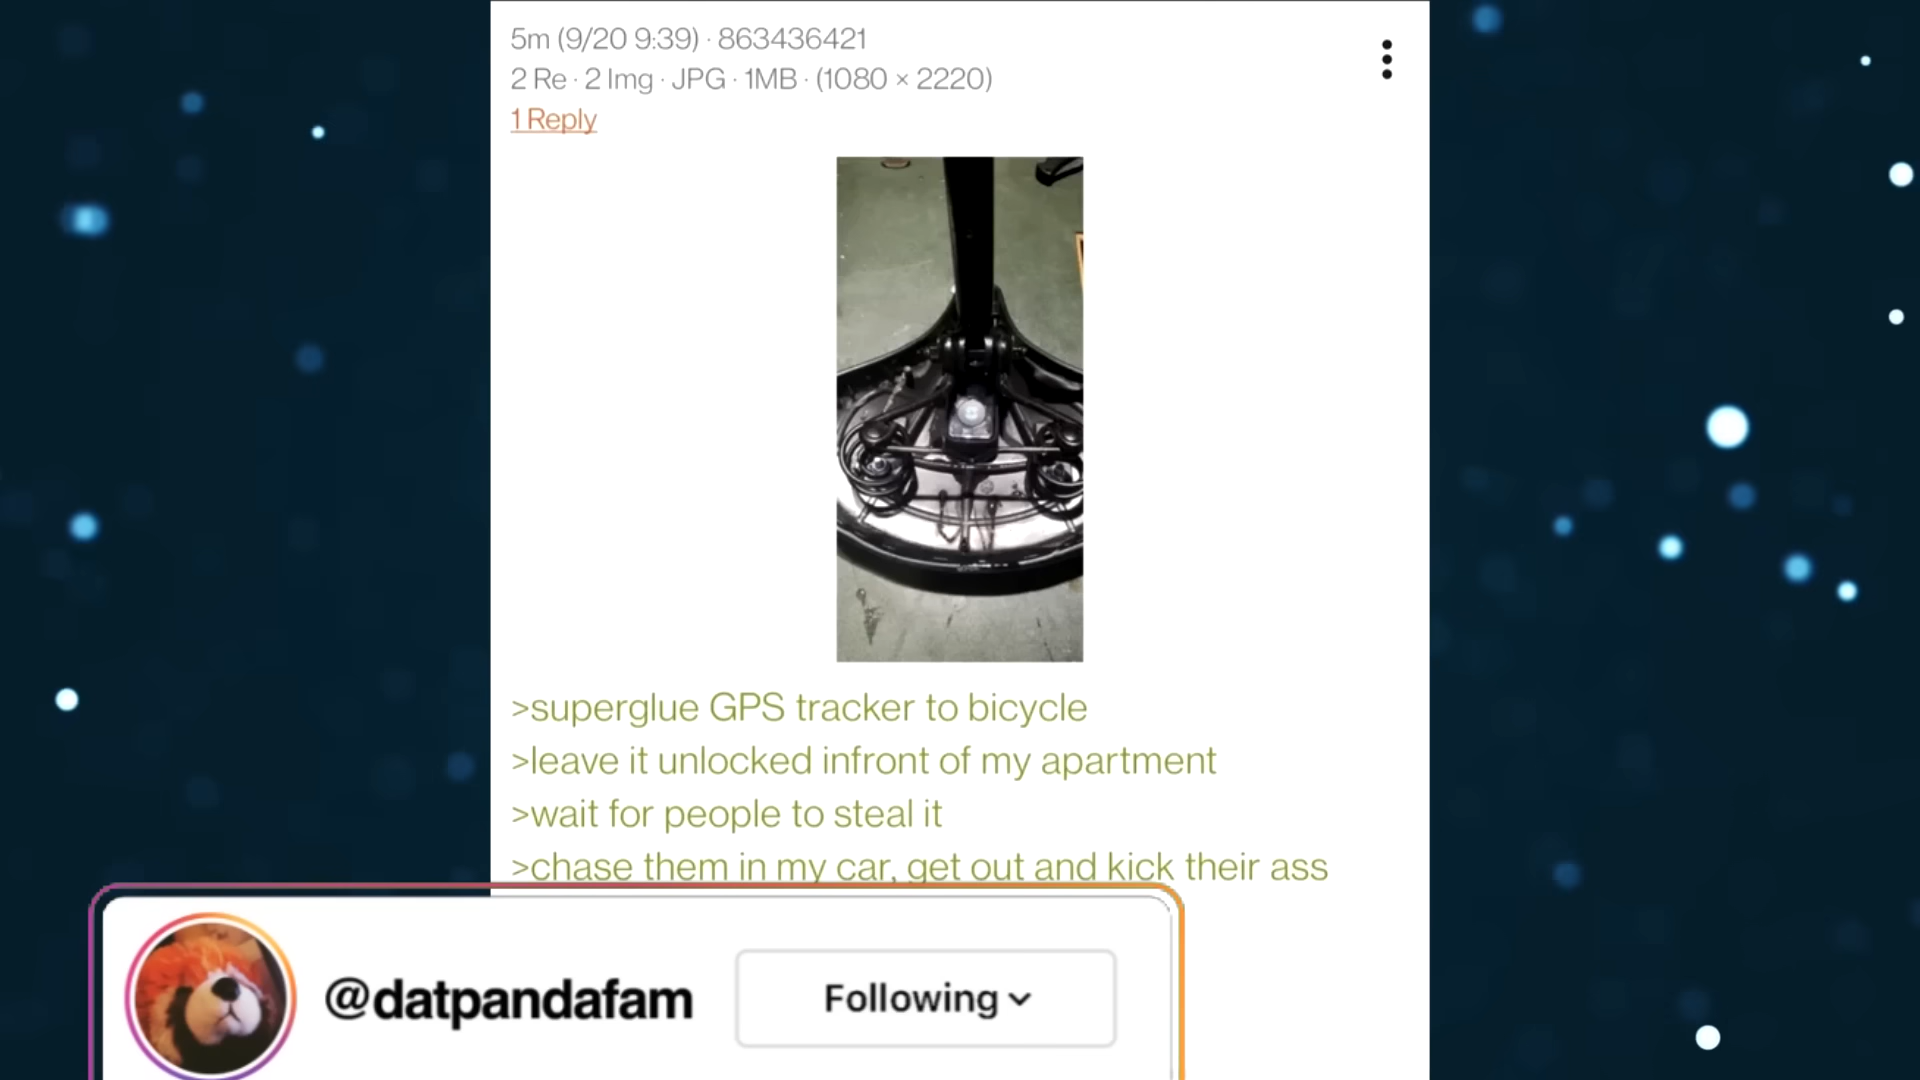 5m (9/20 9:39) · 863436421
2 Re · 2 Img · JPG · 1MB · (1080 × 2220)
1 Reply
>superglue GPS tracker to bicycle
>leave it unlocked infront of my apartment
>wait for people to steal it
>chase them in my car, get out and kick their ass
@datpandafam
Following